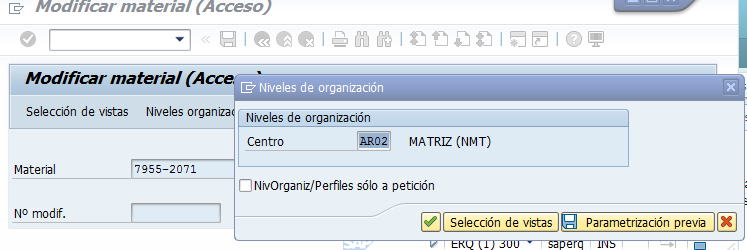 Modificar material (Acceso)
Modificar material (Acce
Selección de vistas Niveles organizac
Material 7955-2071
Nº modif.
Niveles de organización
Niveles de organización
Centro AR02 MATRIZ (NMT)
NivOrganiz/Perfiles sólo a petición
Selección de vistas Parametrización previa
ERQ (1) 300 saperq INS